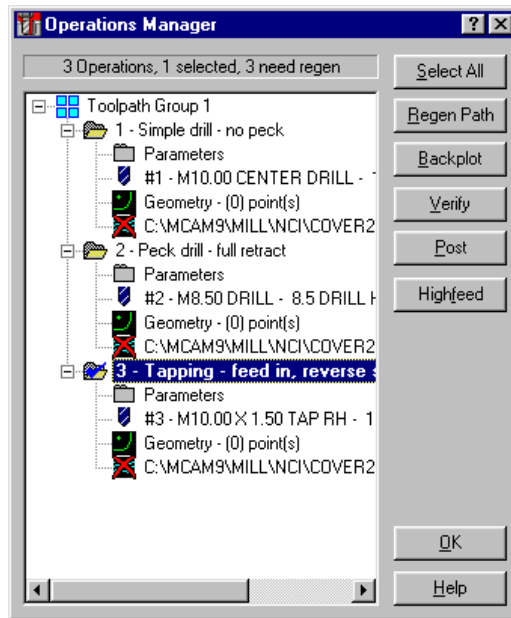 Operations Manager
3 Operations, 1 selected, 3 need regen
Toolpath Group 1
1 - Simple drill - no peck
Parameters
#1 - M10.00 CENTER DRILL -
Geometry - (0) point(s)
C:\MCAM9\MILL\NCI\COVER2
2 - Peck drill - full retract
Parameters
#2 - M8.50 DRILL - 8.5 DRILL H
Geometry - (0) point(s)
C:\MCAM9\MILL\NCI\COVER2
3 - Tapping - feed in, reverse
Parameters
#3 - M10.00 X 1.50 TAP RH - 1
Geometry - (0) point(s)
C:\MCAM9\MILL\NCI\COVER2
Select All
Regen Path
Backplot
Verify
Post
Highfeed
OK
Help